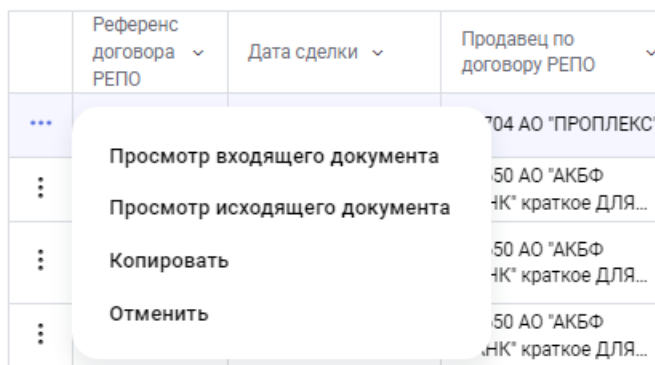 Референс
договора
РЕПО
Дата сделки
Продавец по
договору РЕПО
704 АО "ПРОПЛЕКС"
Просмотр входящего документа
50 АО "АКБФ
НК" краткое ДЛЯ...
Просмотр исходящего документа
Копировать
50 АО "АКБФ
НК" краткое ДЛЯ...
Отменить
50 АО "АКБФ
НК" краткое ДЛЯ...